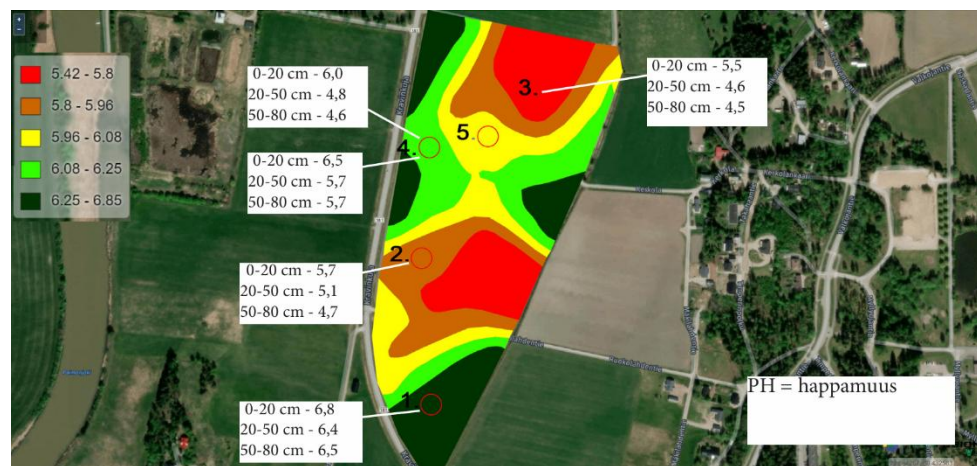 +
-
5.42 - 5.8
5.8 - 5.96
5.96 - 6.08
6.08 - 6.25
6.25 - 6.85
0-20 cm - 6,0
20-50 cm - 4,8
50-80 cm - 4,6
3.
0-20 cm - 5,5
20-50 cm - 4,6
50-80 cm - 4,5
5.
4.
0-20 cm - 6,5
20-50 cm - 5,7
50-80 cm - 5,7
2.
0-20 cm - 5,7
20-50 cm - 5,1
50-80 cm - 4,7
1.
0-20 cm - 6,8
20-50 cm - 6,4
50-80 cm - 6,5
PH = happamuus